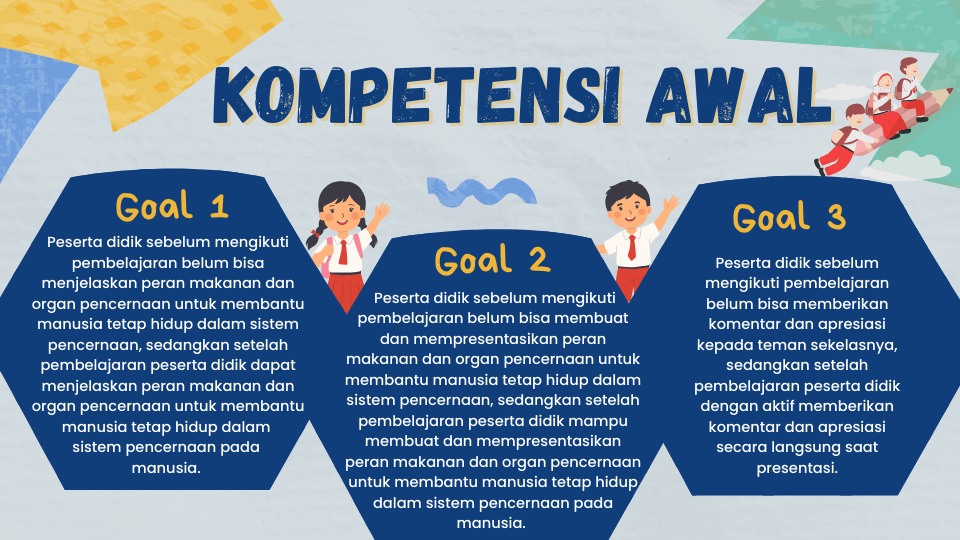 KOMPETENSI AWAL
Goal 1
Peserta didik sebelum mengikuti
pembelajaran belum bisa
menjelaskan peran makanan dan
organ pencernaan untuk membantu
manusia tetap hidup dalam sistem
pencernaan, sedangkan setelah
pembelajaran peserta didik dapat
menjelaskan peran makanan dan
organ pencernaan untuk membantu
manusia tetap hidup dalam
sistem pencernaan pada
manusia.
Goal 2
Peserta didik sebelum mengikuti
pembelajaran belum bisa membuat
dan mempresentasikan peran
makanan dan organ pencernaan untuk
membantu manusia tetap hidup dalam
sistem pencernaan, sedangkan setelah
pembelajaran peserta didik mampu
membuat dan mempresentasikan
peran makanan dan organ pencernaan
untuk membantu manusia tetap hidup
dalam sistem pencernaan pada
manusia.
Goal 3
Peserta didik sebelum
mengikuti pembelajaran
belum bisa memberikan
komentar dan apresiasi
kepada teman sekelasnya,
sedangkan setelah
pembelajaran peserta didik
dengan aktif memberikan
komentar dan apresiasi
secara langsung saat
presentasi.